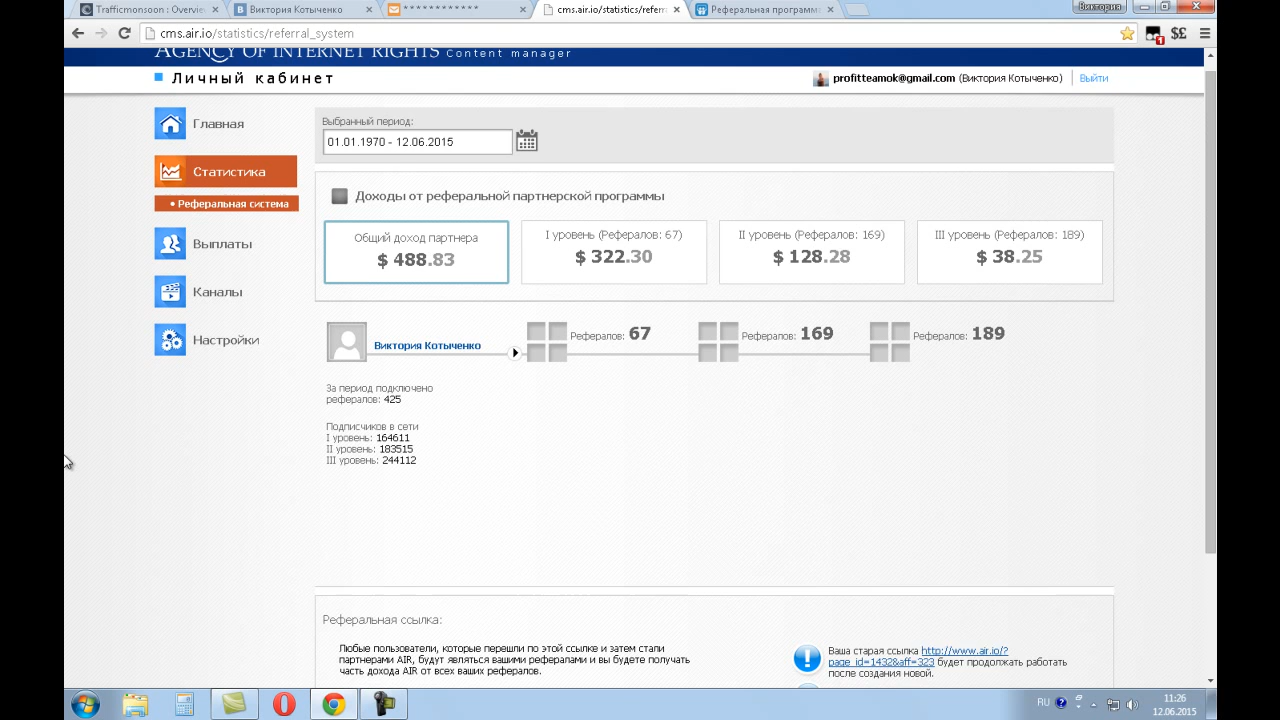 Trafficmonsoon : Overvie
Виктория Котыченко
************
cms.air.io/statistics/referr
Реферальная программ
Виктория
cms.air.io/statistics/referral_system
AGENCY OF INTERNET RIGHTS Content manager
Личный кабинет
profitteamok@gmail.com (Виктория Котыченко)
Выйти
Главная
Статистика
• Реферальная система
Выплаты
Каналы
Настройки
Выбранный период:
01.01.1970 - 12.06.2015
Доходы от реферальной партнерской программы
Общий доход партнера
$ 488.83
I уровень (Рефералов: 67)
$ 322.30
II уровень (Рефералов: 169)
$ 128.28
III уровень (Рефералов: 189)
$ 38.25
Виктория Котыченко
Рефералов: 67
Рефералов: 169
Рефералов: 189
За период подключено
рефералов: 425
Подписчиков в сети
I уровень: 164611
II уровень: 183515
III уровень: 244112
Реферальная ссылка:
Любые пользователи, которые перешли по этой ссылке и затем стали
партнерами AIR, будут являться вашими рефералами и вы будете получать
часть дохода AIR от всех ваших рефералов.
Ваша старая ссылка http://www.air.io/?
page_id=1432&aff=323 будет продолжать работать
после создания новой.
RU
11:26
12.06.2015